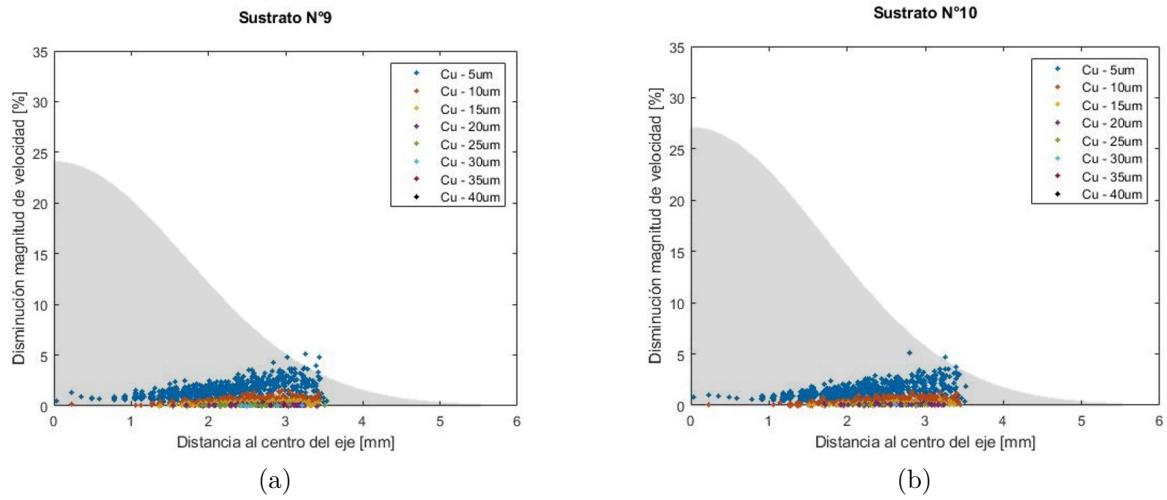 Sustrato N°9
Disminución magnitud de velocidad [%]
35
30
25
20
15
10
5
0
0 1 2 3 4 5 6
Distancia al centro del eje [mm]
Cu - 5um
Cu - 10um
Cu - 15um
Cu - 20um
Cu - 25um
Cu - 30um
Cu - 35um
Cu - 40um
(a)
Sustrato N°10
Disminución magnitud de velocidad [%]
35
30
25
20
15
10
5
0
0 1 2 3 4 5 6
Distancia al centro del eje [mm]
Cu - 5um
Cu - 10um
Cu - 15um
Cu - 20um
Cu - 25um
Cu - 30um
Cu - 35um
Cu - 40um
(b)